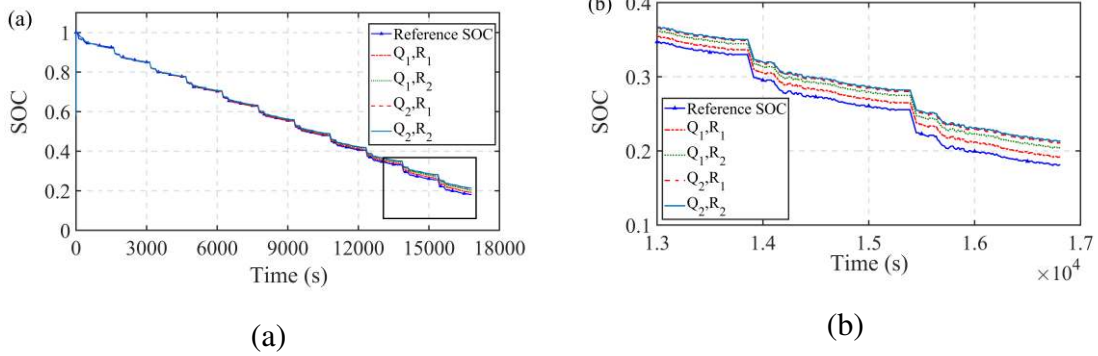 (a)
1
0.8
0.6
0.4
0.2
0
SOC
0 3000 6000 9000 12000 15000 18000
Time (s)
Reference SOC
Q₁,R₁
Q₁,R₂
Q₂,R₁
Q₂,R₂
(a)
(b)
0.4
0.3
0.2
0.1
SOC
1.3 1.4 1.5 1.6 1.7
Time (s)
×10⁴
Reference SOC
Q₁,R₁
Q₁,R₂
Q₂,R₁
Q₂,R₂
(b)